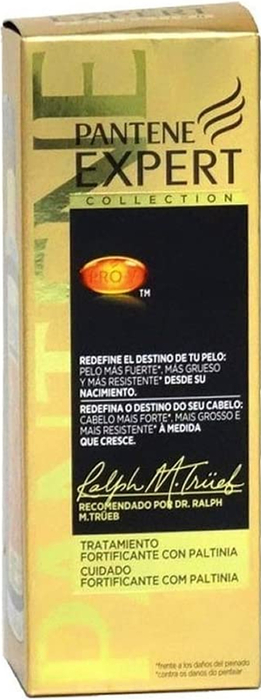 PANTENE
EXPERT
COLLECTION
PRO-V
TM
REDEFINE EL DESTINO DE TU PELO:
PELO MÁS FUERTE*, MÁS GRUESO
Y MÁS RESISTENTE* DESDE SU
NACIMIENTO.
REDEFINA O DESTINO DO SEU CABELO:
CABELO MAIS FORTE*, MAIS GROSSO E
MAIS RESISTENTE* À MEDIDA
QUE CRESCE.
Ralph M. Trüeb
RECOMENDADO POR DR. RALPH
M.TRÜEB
TRATAMIENTO
FORTIFICANTE CON PALTINIA
CUIDADO
FORTIFICANTE COM PALTINIA
*frente a los daños del peinado
*contra os danos do pentear
PANTENE